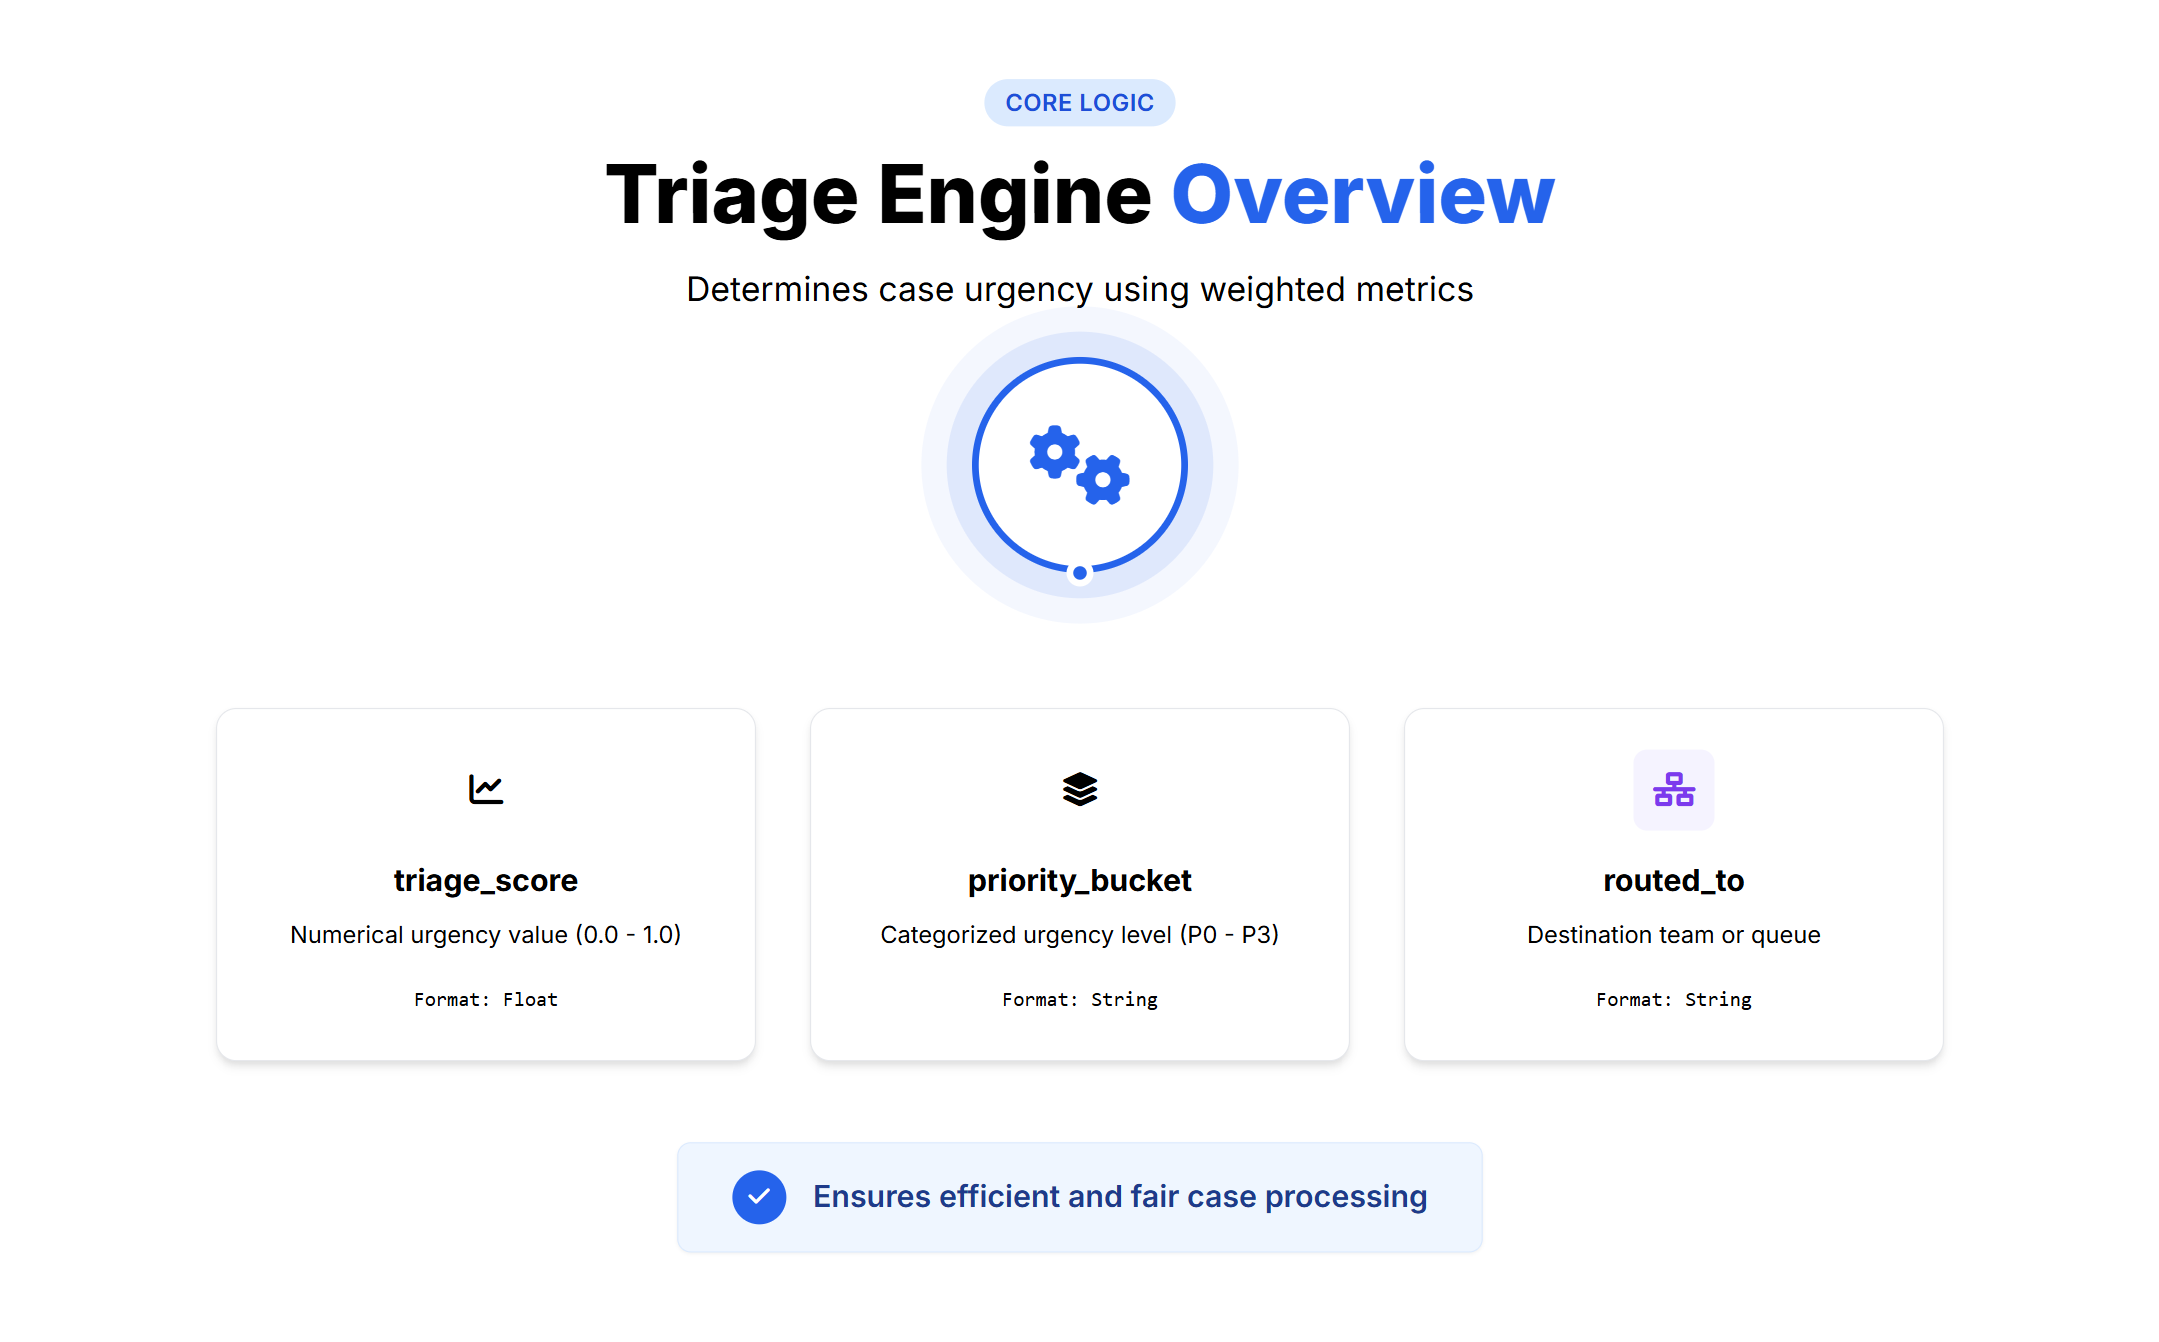 CORE LOGIC
Triage Engine Overview
Determines case urgency using weighted metrics
triage_score
Numerical urgency value (0.0 - 1.0)
Format: Float
priority_bucket
Categorized urgency level (P0 - P3)
Format: String
routed_to
Destination team or queue
Format: String
Ensures efficient and fair case processing